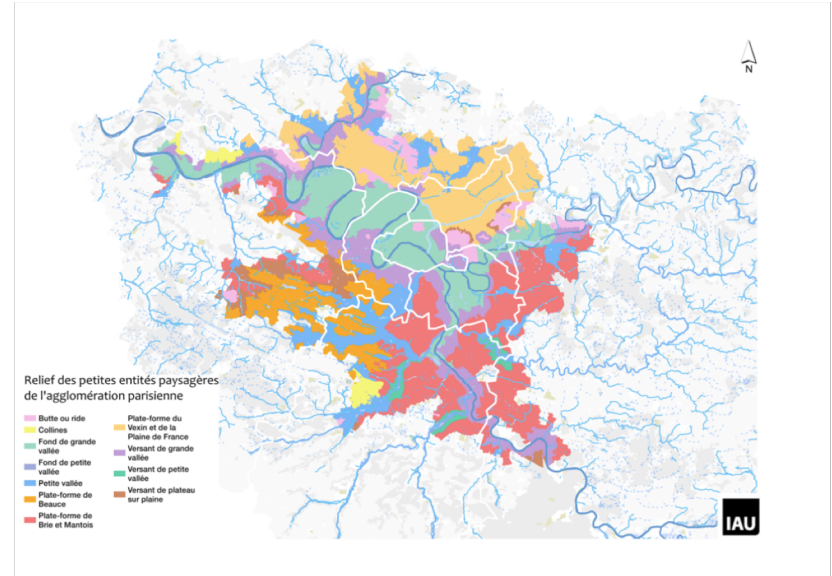 N
Relief des petites entités paysagères
de l'agglomération parisienne
Butte ou ride
Collines
Fond de grande
vallée
Fond de petite
vallée
Petite vallée
Plate-forme de
Beauce
Plate-forme de
Brie et Mantois
Plate-forme du
Vexin et de la
Plaine de France
Versant de grande
vallée
Versant de petite
vallée
Versant de plateau
sur plaine
IAU